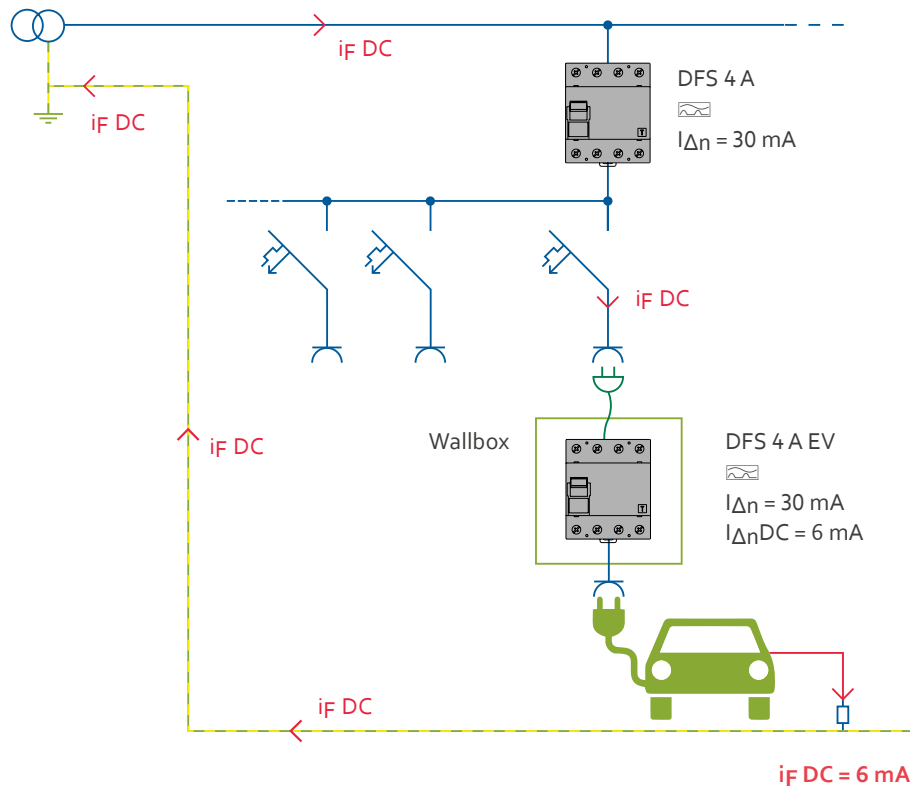 iF DC
DFS 4 A
IΔn = 30 mA
iF DC
iF DC
iF DC
Wallbox
DFS 4 A EV
IΔn = 30 mA
IΔnDC = 6 mA
T
T
iF DC
iF DC = 6 mA